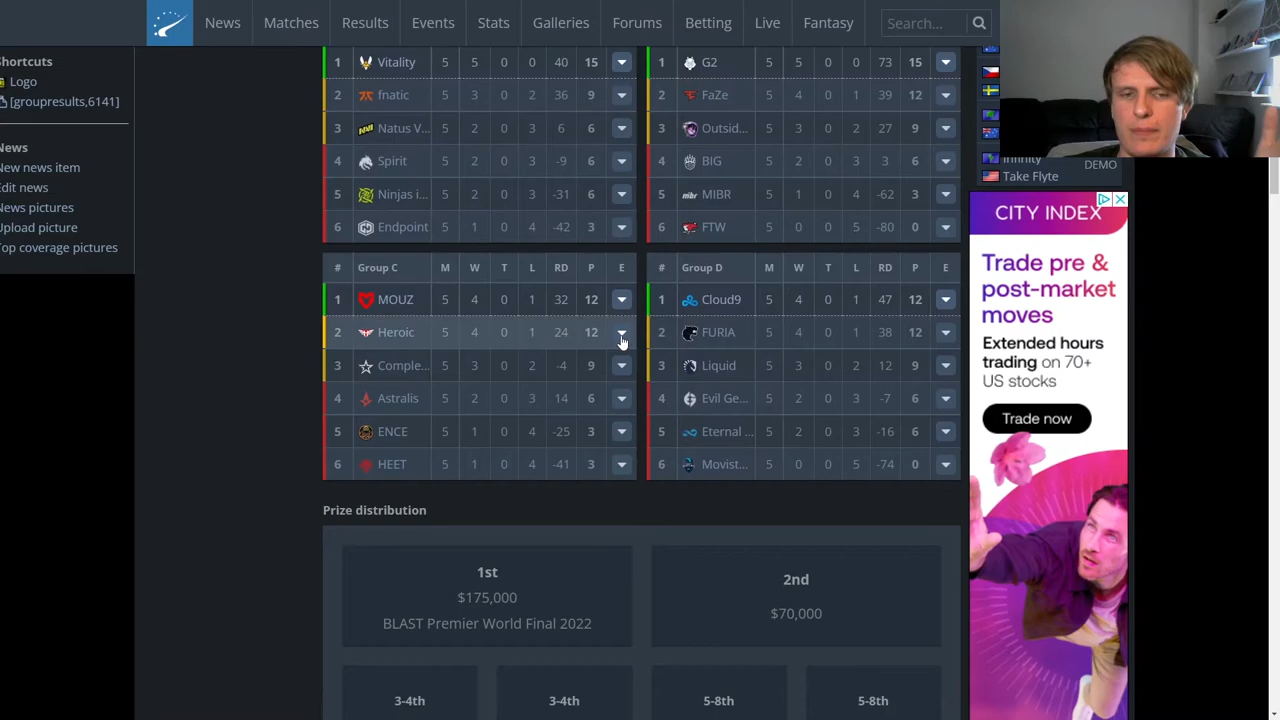 News Matches Results Events Stats Galleries Forums Betting Live Fantasy Search...
Shortcuts
Logo
[groupresults,6141]
News
New news item
Edit news
News pictures
Upload picture
Top coverage pictures
1 Vitality 5 5 0 0 40 15
2 fnatic 5 3 0 2 36 9
3 Natus V... 5 2 0 3 6 6
4 Spirit 5 2 0 3 -9 6
5 Ninjas i... 5 2 0 3 -31 6
6 Endpoint 5 1 0 4 -42 3
1 G2 5 5 0 0 73 15
2 FaZe 5 4 0 1 39 12
3 Outsid... 5 3 0 2 27 9
4 BIG 5 2 0 3 3 6
5 mibr MIBR 5 1 0 4 -62 3
6 FTW 5 0 0 5 -80 0
# Group C M W T L RD P E
1 MOUZ 5 4 0 1 32 12
2 Heroic 5 4 0 1 24 12
3 Comple... 5 3 0 2 -4 9
4 Astralis 5 2 0 3 14 6
5 ENCE 5 1 0 4 -25 3
6 HEET 5 1 0 4 -41 3
# Group D M W T L RD P E
1 Cloud9 5 4 0 1 47 12
2 FURIA 5 4 0 1 38 12
3 Liquid 5 3 0 2 12 9
4 Evil Ge... 5 2 0 3 -7 6
5 Eternal ... 5 2 0 3 -16 6
6 Movist... 5 0 0 5 -74 0
Prize distribution
1st
$175,000
BLAST Premier World Final 2022
2nd
$70,000
3-4th
3-4th
5-8th
5-8th
Infinity
DEMO
Take Flyte
CITY INDEX
Trade pre &
post-market
moves
Extended hours
trading on 70+
US stocks
Trade now